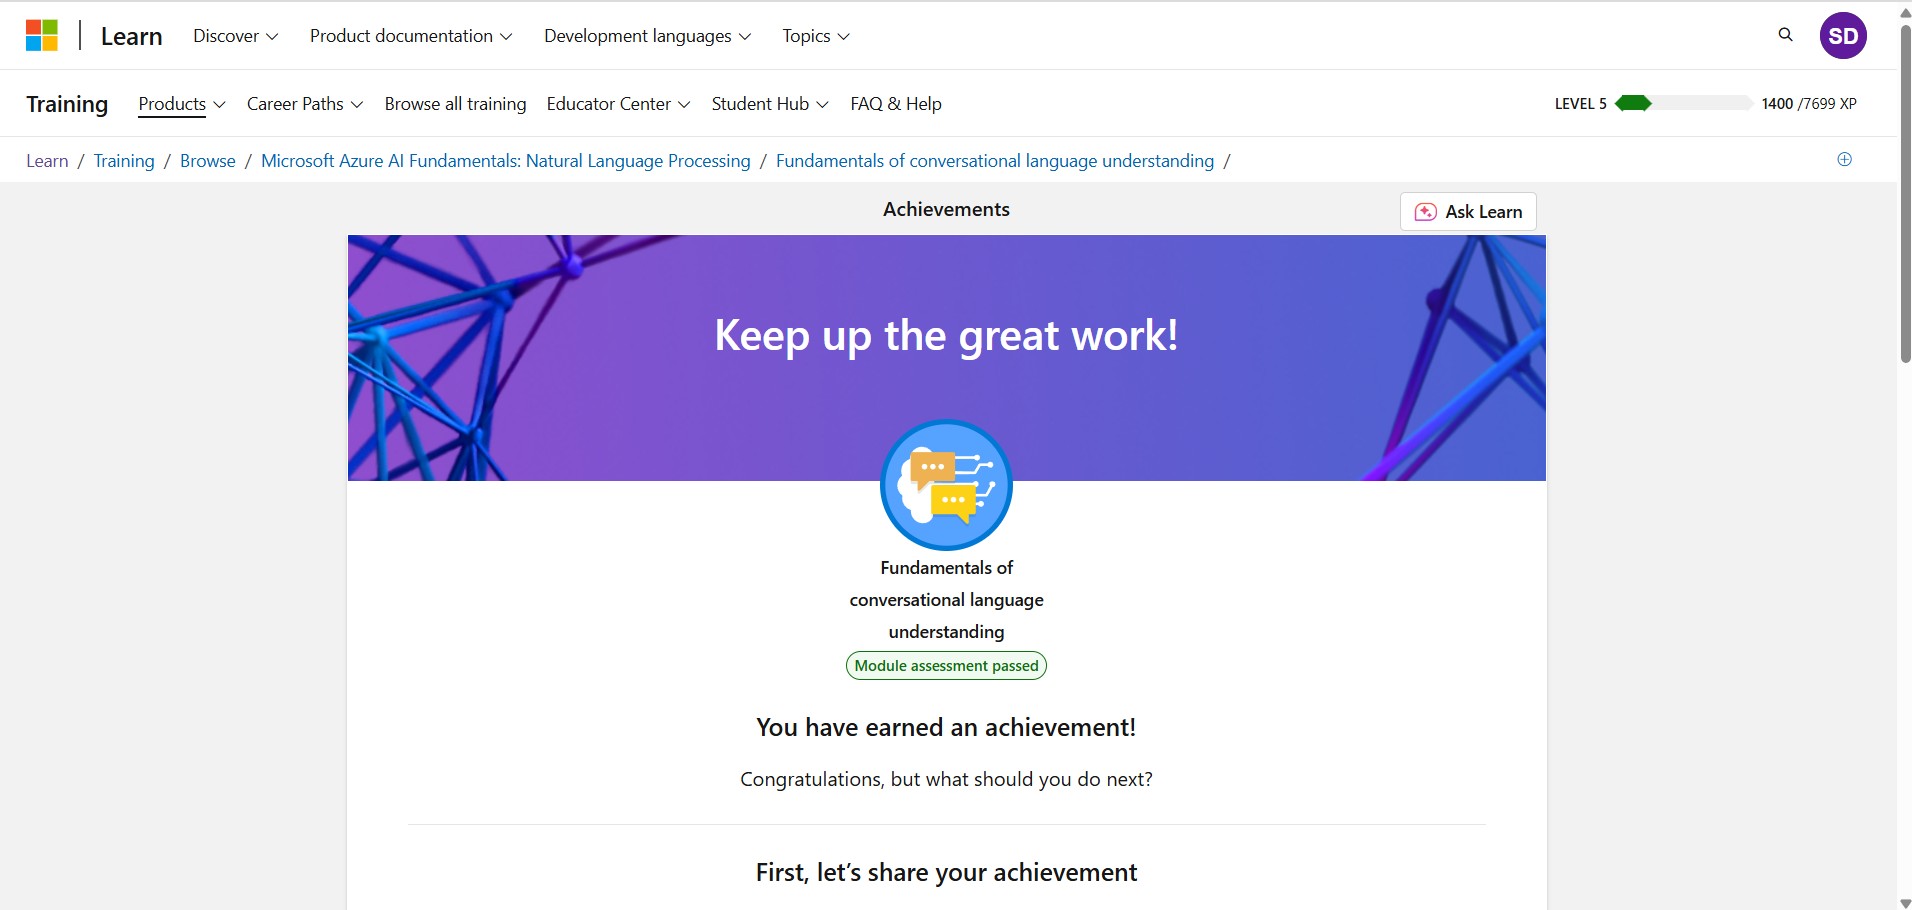 Learn Discover Product documentation Development languages Topics SD
Training Products Career Paths Browse all training Educator Center Student Hub FAQ & Help LEVEL 5 1400 /7699 XP
Learn / Training / Browse / Microsoft Azure AI Fundamentals: Natural Language Processing / Fundamentals of conversational language understanding /
Achievements
Ask Learn
Keep up the great work!
Fundamentals of
conversational language
understanding
Module assessment passed
You have earned an achievement!
Congratulations, but what should you do next?
First, let’s share your achievement